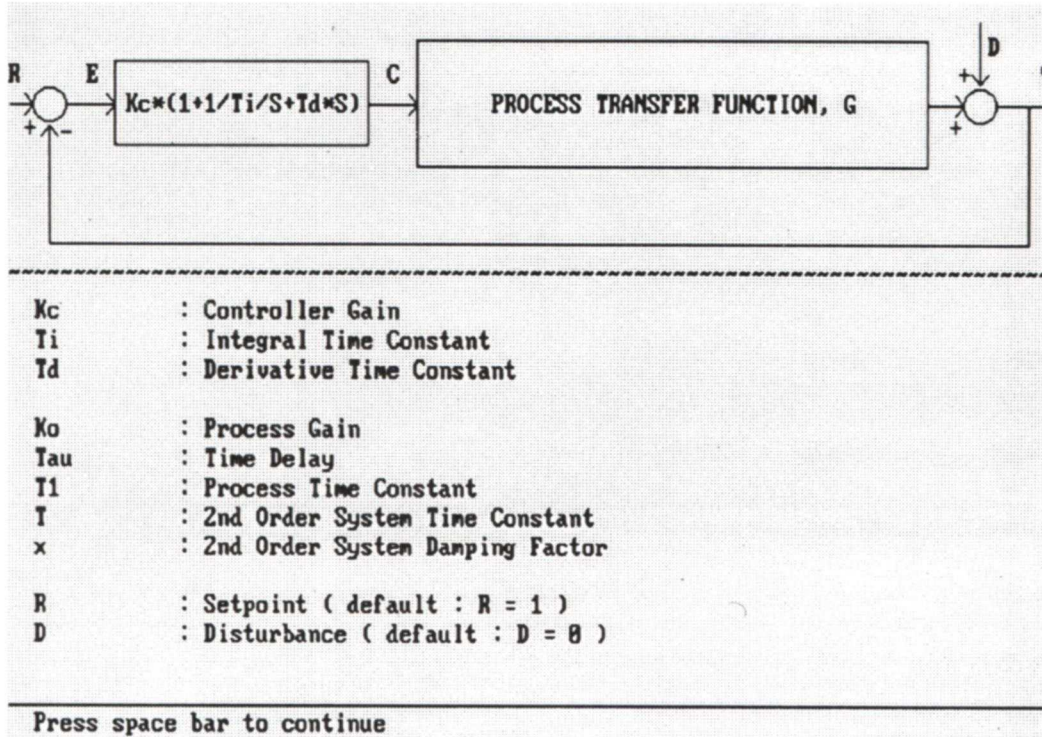 D
R E C
Kc*(1+1/Ti/S+Td*S) PROCESS TRANSFER FUNCTION, G
+ - + +
Kc : Controller Gain
Ti : Integral Time Constant
Td : Derivative Time Constant
Ko : Process Gain
Tau : Time Delay
T1 : Process Time Constant
T : 2nd Order System Time Constant
x : 2nd Order System Damping Factor
R : Setpoint ( default : R = 1 )
D : Disturbance ( default : D = 0 )
Press space bar to continue